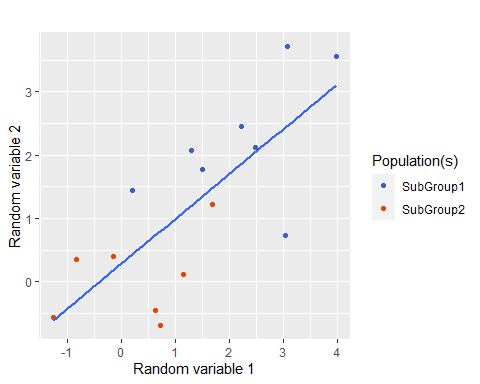 3
2
1
0
-1
0
1
2
3
4
Random variable 1
Random variable 2
Population(s)
SubGroup1
SubGroup2